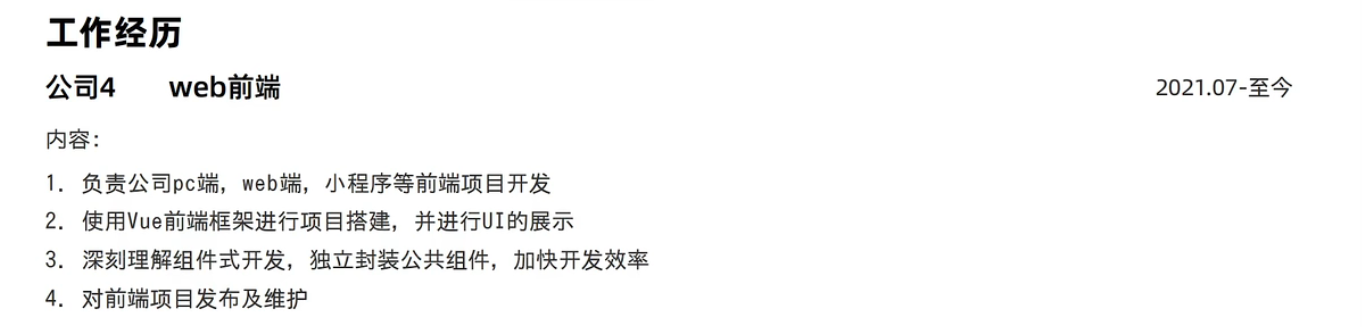 工作经历
公司4 web前端 2021.07-至今
内容：
1. 负责公司pc端，web端，小程序等前端项目开发
2. 使用Vue前端框架进行项目搭建，并进行UI的展示
3. 深刻理解组件式开发，独立封装公共组件，加快开发效率
4. 对前端项目发布及维护